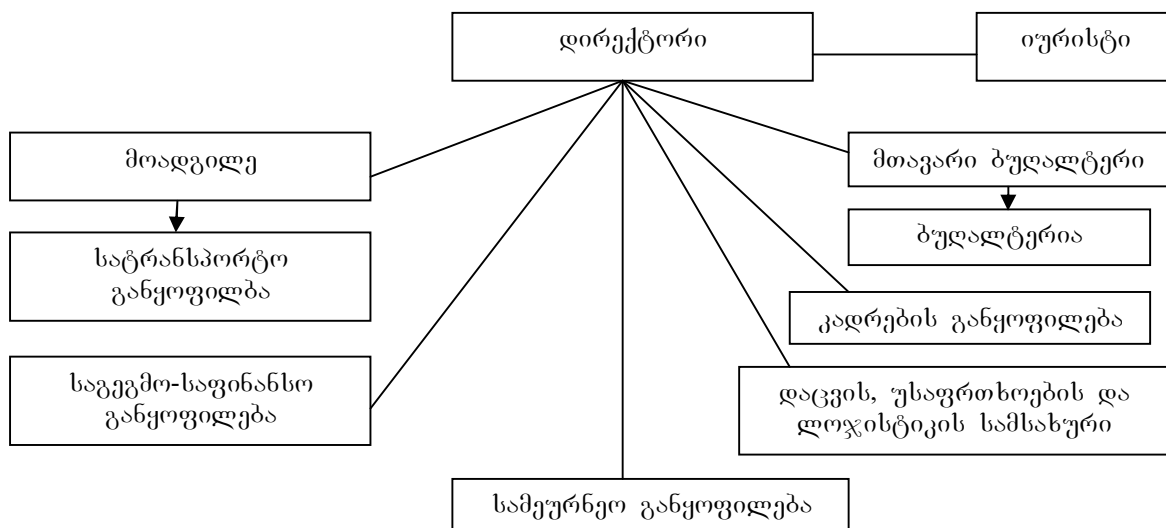 დირექტორი
იურისტი
მოადგილე
მთავარი ბუღალტერი
ბუღალტერია
სატრანსპორტო
განყოფილბა
კადრების განყოფილება
საგეგმო-საფინანსო
განყოფილება
დაცვის, უსაფრთხოების და
ლოჯისტიკის სამსახური
სამეურნეო განყოფილება